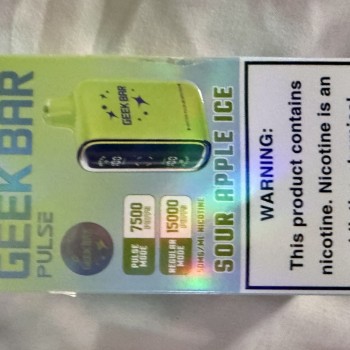 GEEK BAR
PULSE
GEEK BAR
PULSE
MODE
7500
PUFFS
REGULAR
MODE
15000
PUFFS
50MG/ML NICOTINE
SOUR APPLE ICE
WARNING:
This product contains
nicotine. Nicotine is an